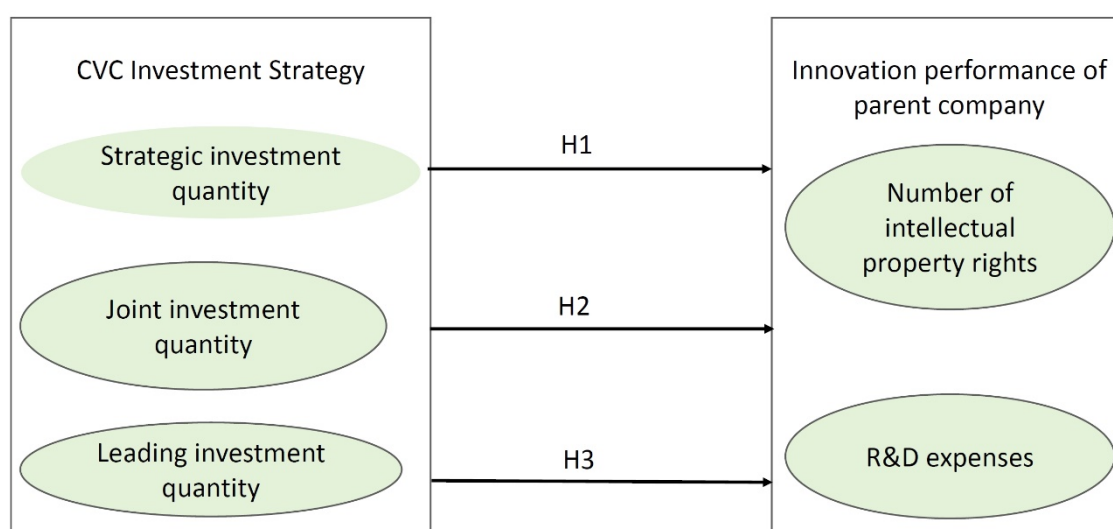 CVC Investment Strategy
Strategic investment
quantity
Joint investment
quantity
Leading investment
quantity
H1
H2
H3
Innovation performance of
parent company
Number of
intellectual
property rights
R&D expenses